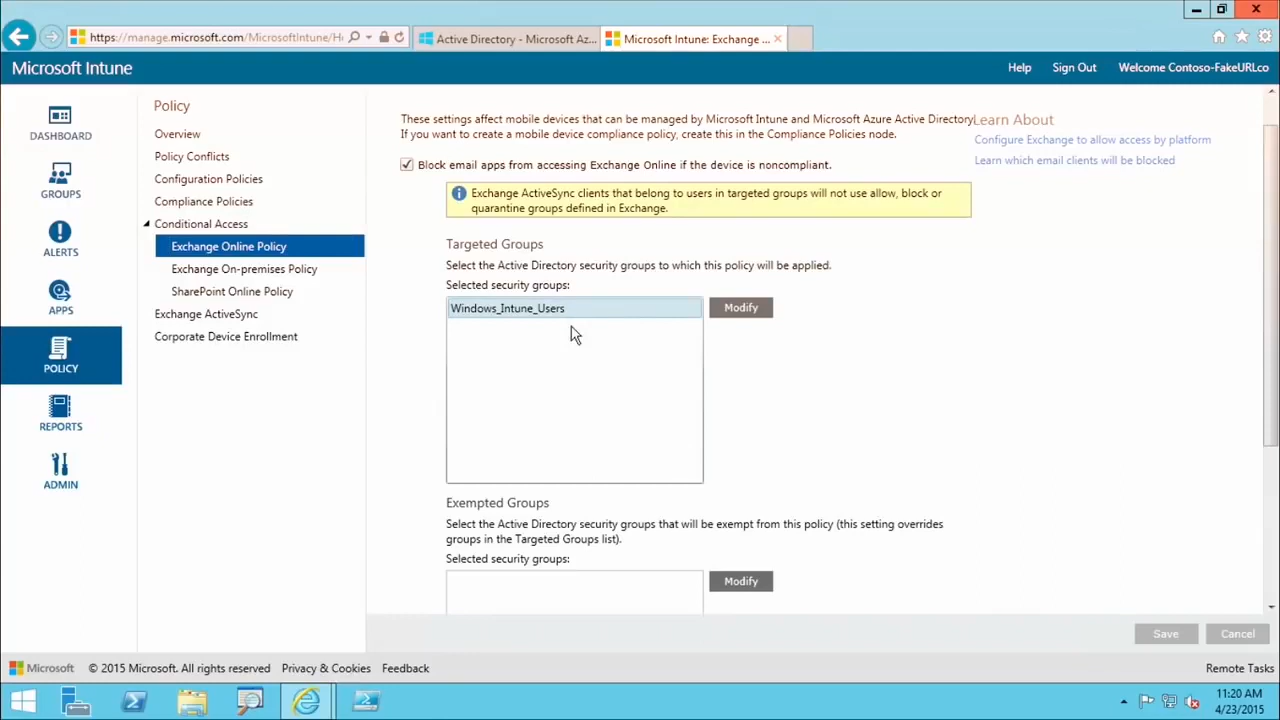 https://manage.microsoft.com/MicrosoftIntune/H
Active Directory - Microsoft Az...
Microsoft Intune: Exchange ...
Microsoft Intune
Help
Sign Out
Welcome Contoso-FakeURLco
DASHBOARD
GROUPS
ALERTS
APPS
POLICY
REPORTS
ADMIN
Policy
Overview
Policy Conflicts
Configuration Policies
Compliance Policies
Conditional Access
Exchange Online Policy
Exchange On-premises Policy
SharePoint Online Policy
Exchange ActiveSync
Corporate Device Enrollment
These settings affect mobile devices that can be managed by Microsoft Intune and Microsoft Azure Active Directory
If you want to create a mobile device compliance policy, create this in the Compliance Policies node.
Block email apps from accessing Exchange Online if the device is noncompliant.
Exchange ActiveSync clients that belong to users in targeted groups will not use allow, block or
quarantine groups defined in Exchange.
Targeted Groups
Select the Active Directory security groups to which this policy will be applied.
Selected security groups:
Windows_Intune_Users
Modify
Exempted Groups
Select the Active Directory security groups that will be exempt from this policy (this setting overrides
groups in the Targeted Groups list).
Selected security groups:
Modify
Learn About
Configure Exchange to allow access by platform
Learn which email clients will be blocked
Save
Cancel
Microsoft
© 2015 Microsoft. All rights reserved
Privacy & Cookies
Feedback
Remote Tasks
11:20 AM
4/23/2015